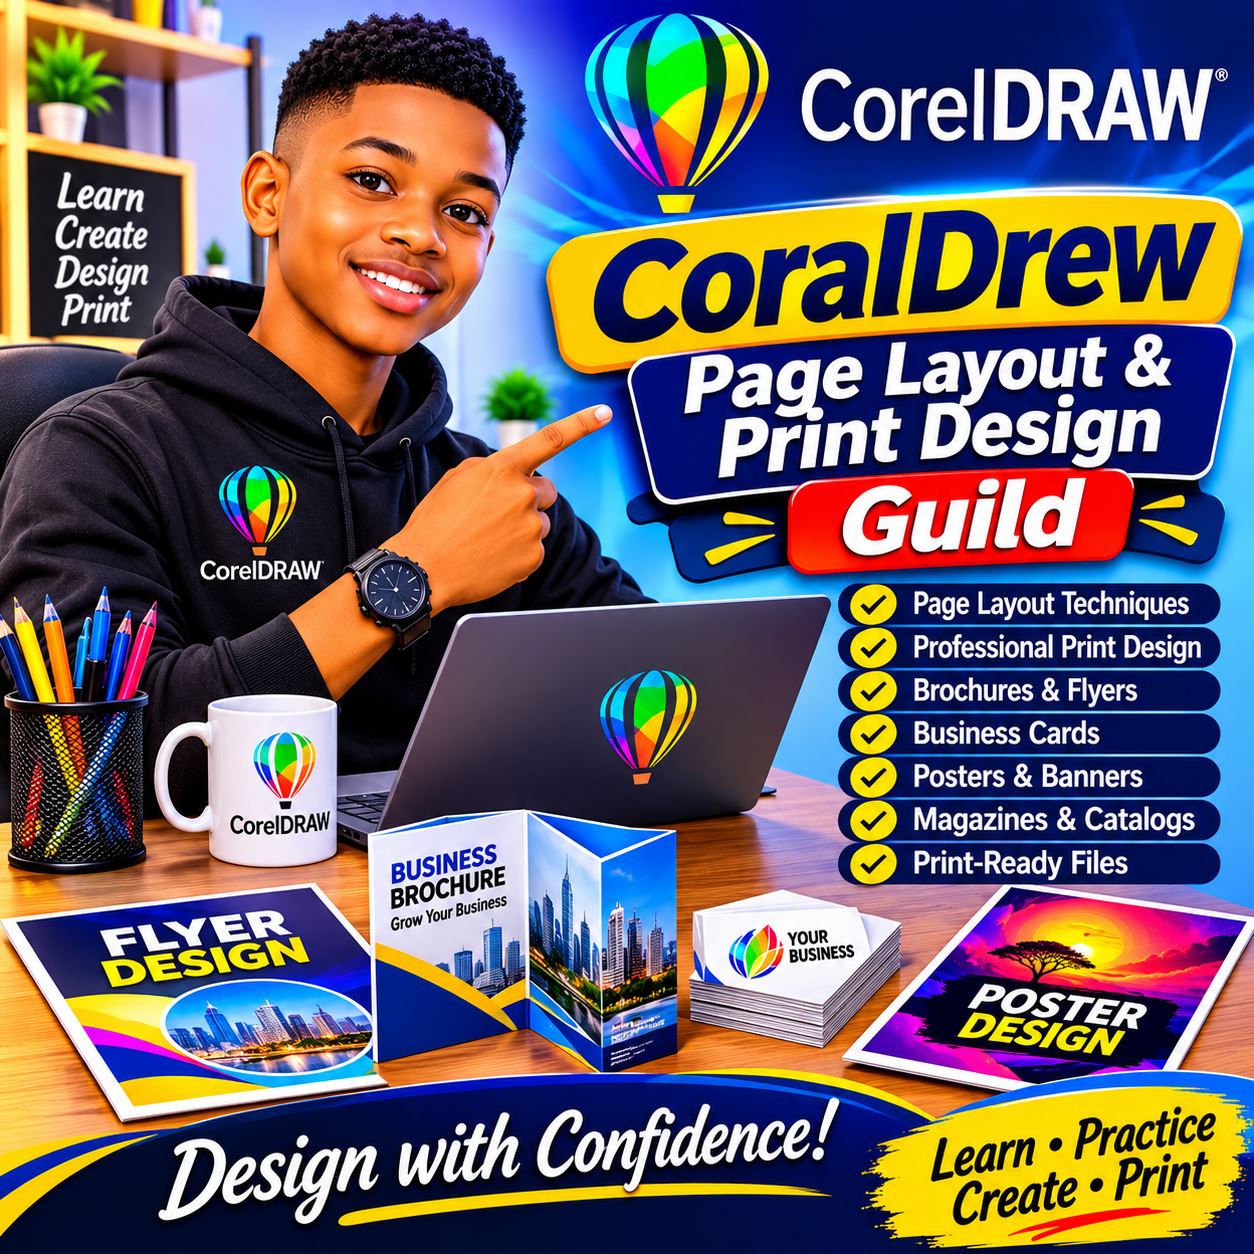 CorelDRAW®
CoralDrew
Page Layout &
Print Design
Guild
Learn
Create
Design
Print
CorelDRAW
Page Layout Techniques
Professional Print Design
Brochures & Flyers
Business Cards
Posters & Banners
Magazines & Catalogs
Print-Ready Files
CorelDRAW
BUSINESS
BROCHURE
Grow Your Business
FLYER
DESIGN
YOUR
BUSINESS
POSTER
DESIGN
Design with Confidence!
Learn • Practice
Create • Print